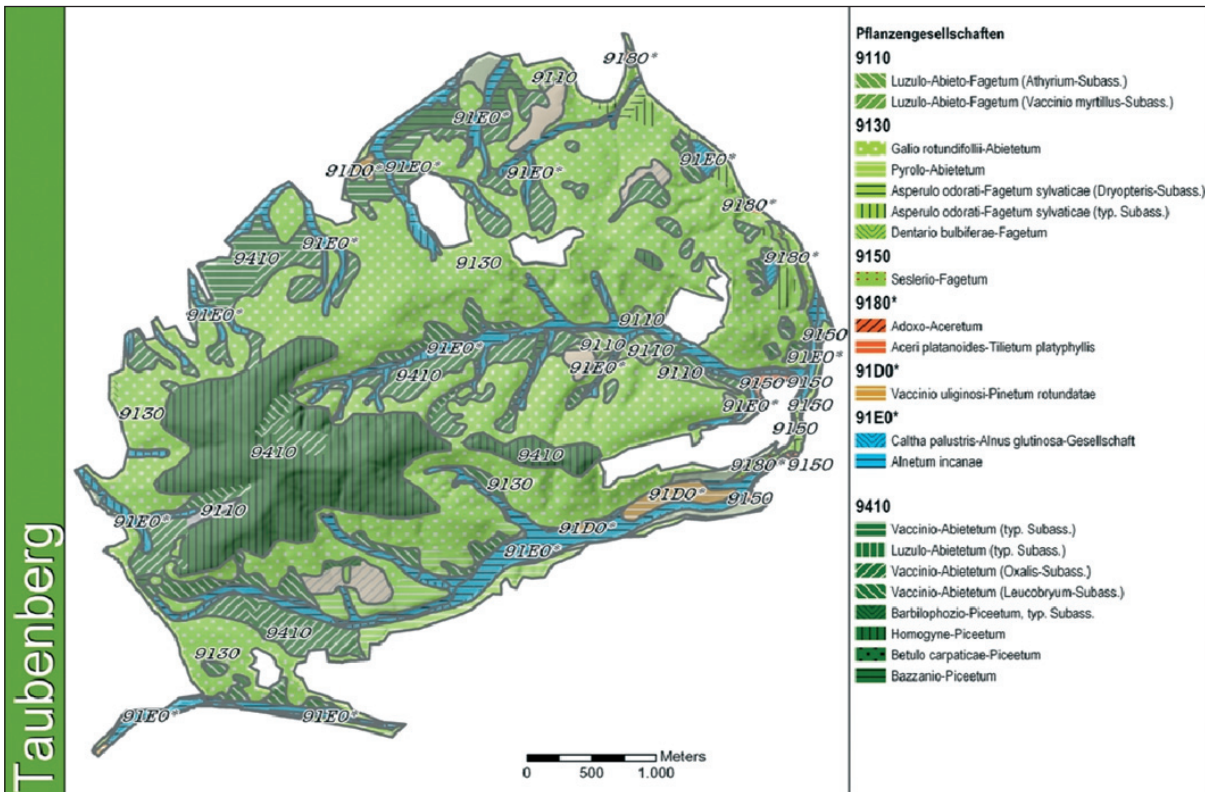 Taubenberg
9180*
9110
91E0*
91D0*
91E0*
91E0*
91E0*
9180*
91E0*
9180*
9410
9130
91E0*
9110
9150
91E0*
9110
9110
91E0*
9410
91E0*
9110
9150
9150
9130
91E0*
9150
9150
9410
9410
9180*
9150
9130
91D0*
9150
9110
91D0*
91E0*
91E0*
9410
9130
91E0*
91E0*
Meters
0 500 1.000
Pflanzengesellschaften
9110
Luzulo-Abieto-Fagetum (Athyrium-Subass.)
Luzulo-Abieto-Fagetum (Vaccinio myrtillus-Subass.)
9130
Galio rotundifollii-Abietetum
Pyrolo-Abietetum
Asperulo odorati-Fagetum sylvaticae (Dryopteris-Subass.)
Asperulo odorati-Fagetum sylvaticae (typ. Subass.)
Dentario bulbiferae-Fagetum
9150
Seslerio-Fagetum
9180*
Adoxo-Aceretum
Aceri platanoides-Tilietum platyphyllis
91D0*
Vaccinio uliginosi-Pinetum rotundatae
91E0*
Caltha palustris-Alnus glutinosa-Gesellschaft
Alnetum incanae
9410
Vaccinio-Abietetum (typ. Subass.)
Luzulo-Abietetum (typ. Subass.)
Vaccinio-Abietetum (Oxalis-Subass.)
Vaccinio-Abietetum (Leucobryum-Subass.)
Barbilophozio-Piceetum, typ. Subass.
Homogyne-Piceetum
Betulo carpaticae-Piceetum
Bazzanio-Piceetum